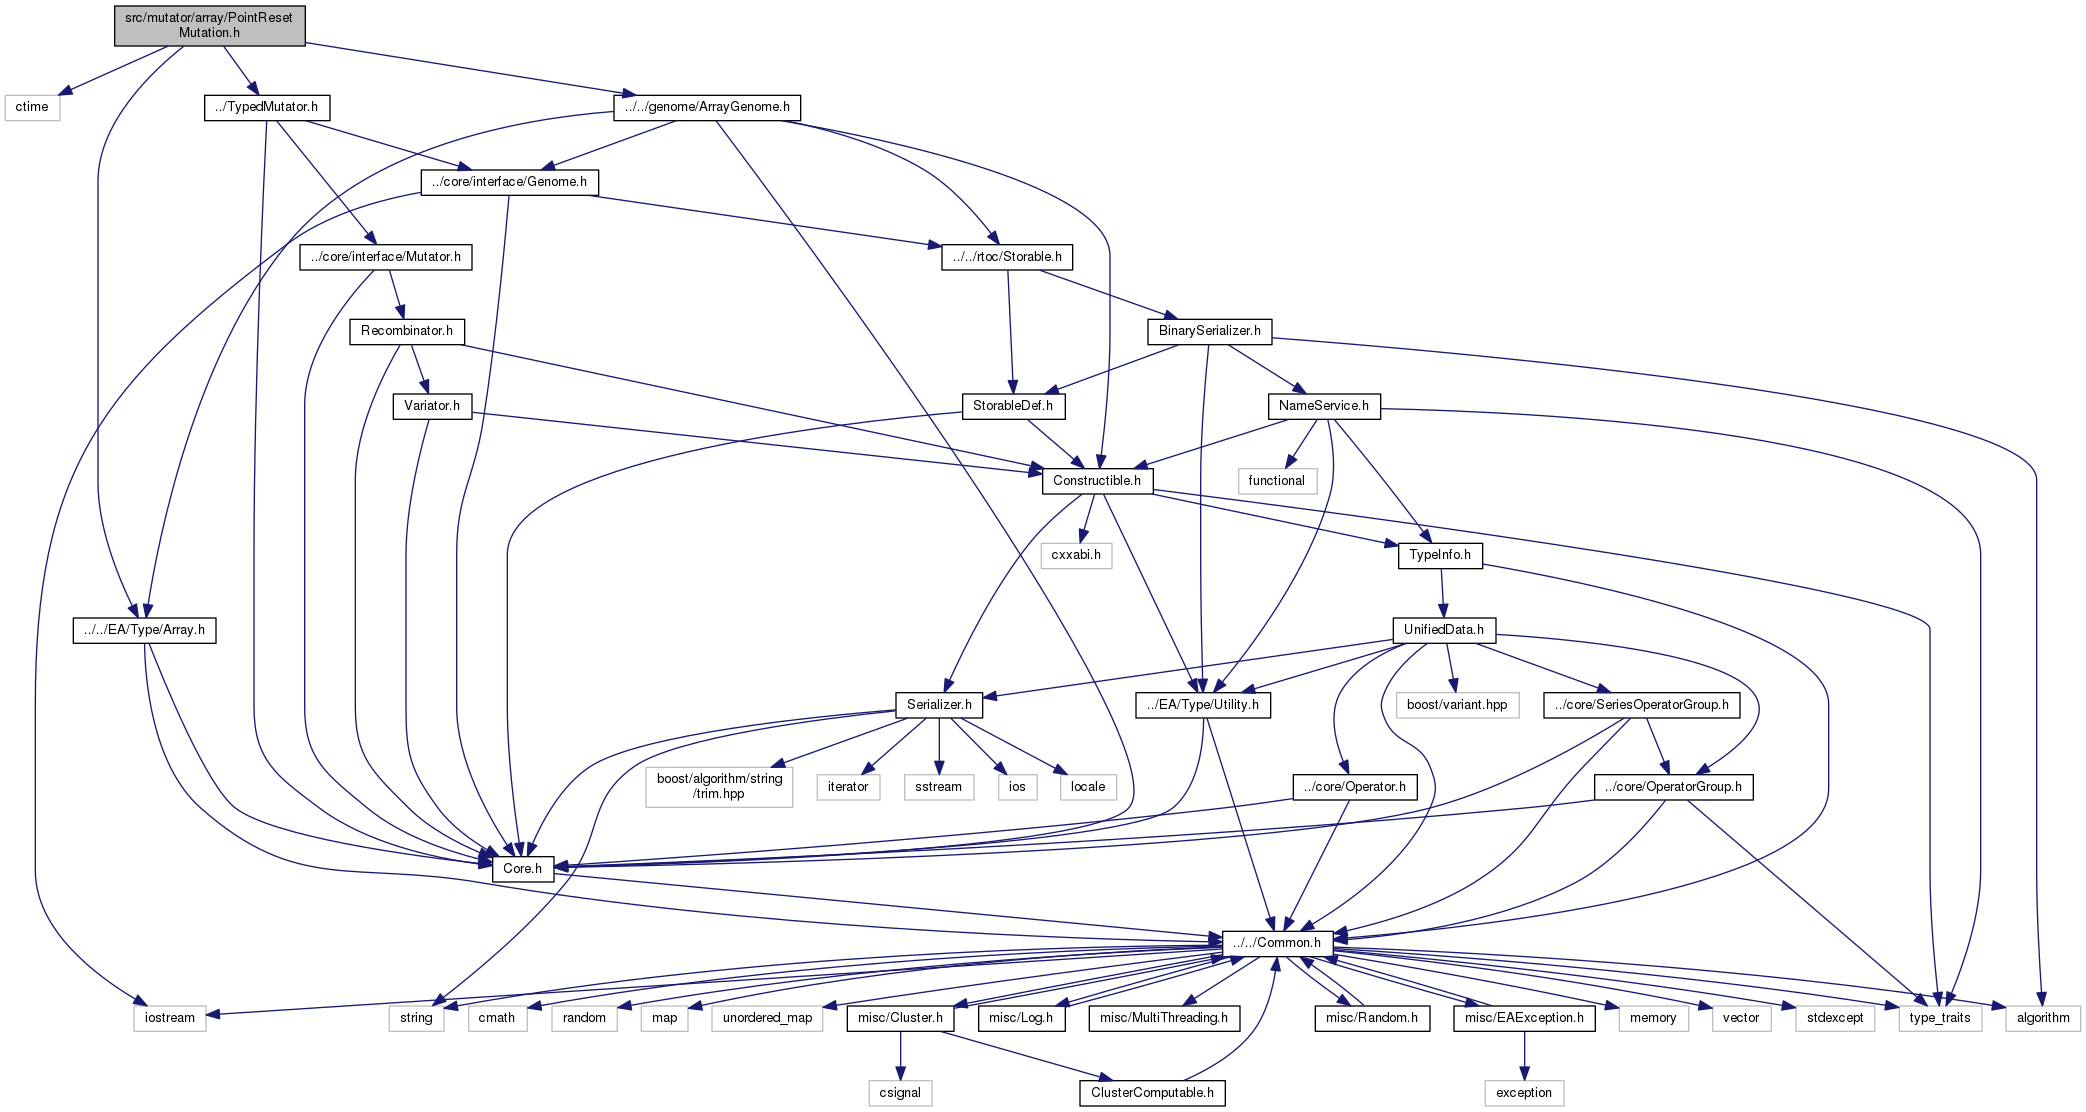 src/mutator/array/PointReset
Mutation.h
ctime
../TypedMutator.h
../../genome/ArrayGenome.h
../core/interface/Genome.h
../core/interface/Mutator.h
../../rtoc/Storable.h
Recombinator.h
BinarySerializer.h
Variator.h
StorableDef.h
NameService.h
Constructible.h
functional
cxxabi.h
TypeInfo.h
../../EA/Type/Array.h
UnifiedData.h
Serializer.h
../EA/Type/Utility.h
boost/variant.hpp
../core/SeriesOperatorGroup.h
boost/algorithm/string
/trim.hpp
iterator
sstream
ios
locale
../core/Operator.h
../core/OperatorGroup.h
Core.h
../../Common.h
iostream
string
cmath
random
map
unordered_map
misc/Cluster.h
misc/Log.h
misc/MultiThreading.h
misc/Random.h
misc/EAException.h
memory
vector
stdexcept
type_traits
algorithm
csignal
ClusterComputable.h
exception